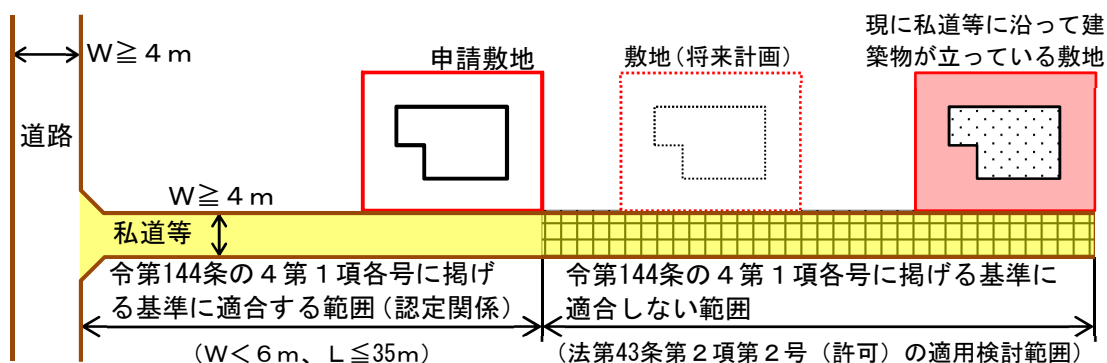 W≧4m
道路
申請敷地
敷地(将来計画)
現に私道等に沿って建
築物が立っている敷地
W≧4m
私道等
令第144条の4第1項各号に掲げ
る基準に適合する範囲(認定関係)
(W<6m、L≦35m)
令第144条の4第1項各号に掲げる基準に
適合しない範囲
(法第43条第2項第2号(許可)の適用検討範囲)